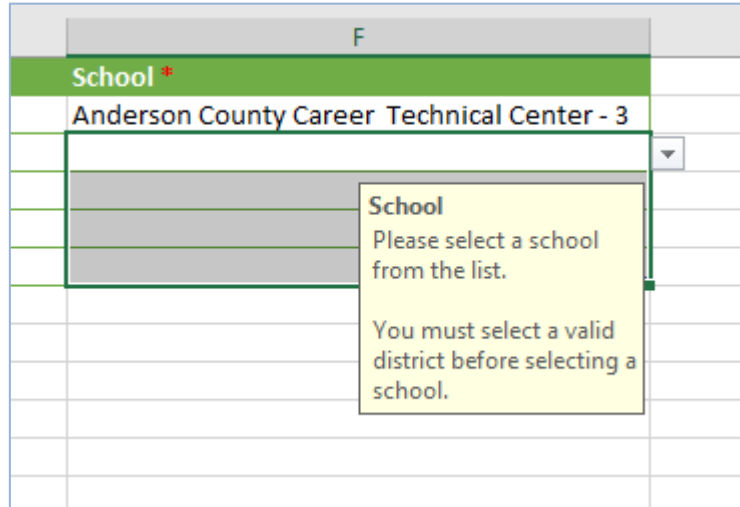 F
School *
Anderson County Career Technical Center - 3
School
Please select a school
from the list.
You must select a valid
district before selecting a
school.